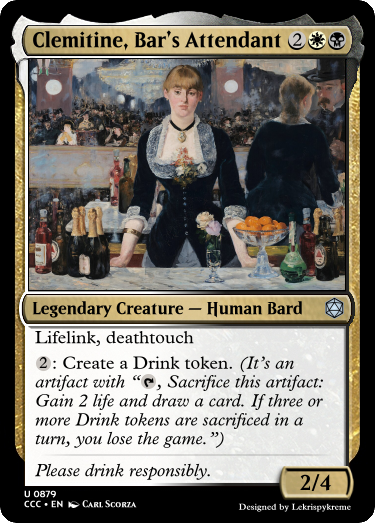 Clemitine, Bar's Attendant 2
Legendary Creature — Human Bard
Lifelink, deathtouch
2: Create a Drink token. (It's an
artifact with “, Sacrifice this artifact:
Gain 2 life and draw a card. If three or
more Drink tokens are sacrificed in a
turn, you lose the game.”)
Please drink responsibly.
2/4
U 0879
CCC • EN Carl Scorza
Designed by Lekrispykreme